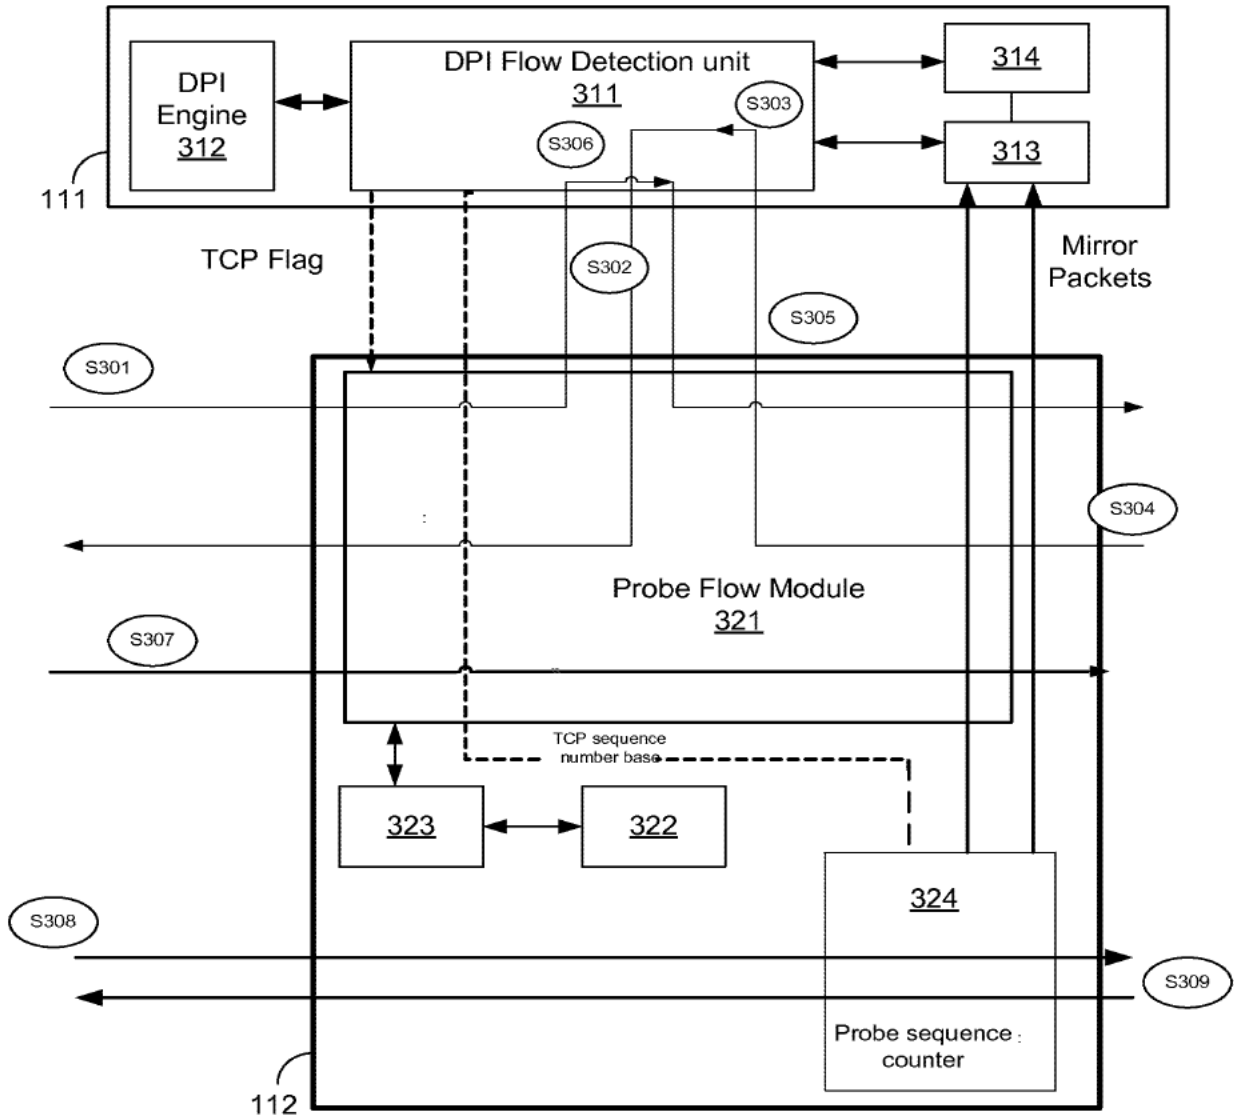 DPI
Engine
312
DPI Flow Detection unit
311
314
313
S303
S306
111
TCP Flag
S302
Mirror
Packets
S305
S301
S304
Probe Flow Module
321
S307
TCP sequence
number base
323
322
324
S308
S309
Probe sequence :
counter
112